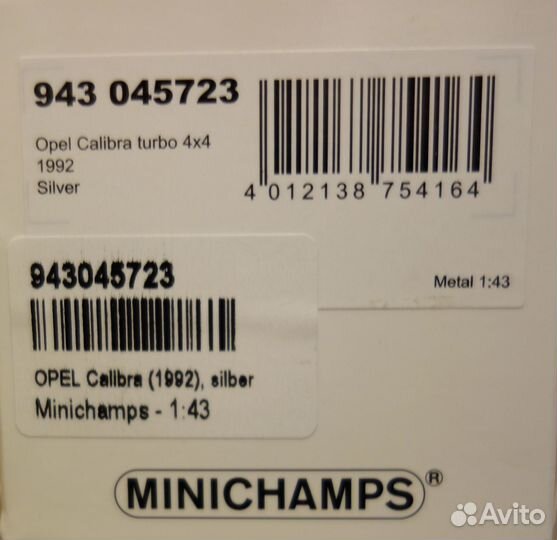 943 045723
Opel Calibra turbo 4x4
1992
Silver
4 012138 754164
Metal 1:43
943045723
OPEL Calibra (1992), silber
Minichamps - 1:43
MINICHAMPS®
Avito